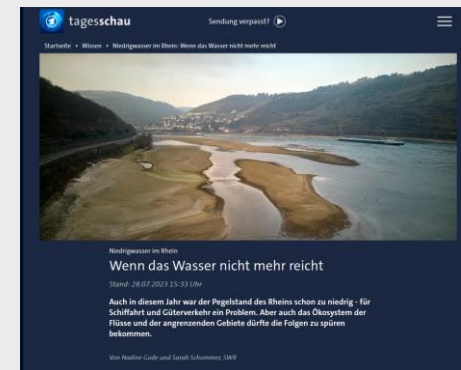 tagesschau
Sendung verpasst?
Startseite ▸ Wissen ▸ Niedrigwasser im Rhein: Wenn das Wasser nicht mehr reicht
Niedrigwasser im Rhein
Wenn das Wasser nicht mehr reicht
Stand: 28.07.2023 15:33 Uhr
Auch in diesem Jahr war der Pegelstand des Rheins schon zu niedrig - für
Schifffahrt und Güterverkehr ein Problem. Aber auch das Ökosystem der
Flüsse und der angrenzenden Gebiete dürfte die Folgen zu spüren
bekommen.
Von Nadine Gode und Sarah Schommer, SWR